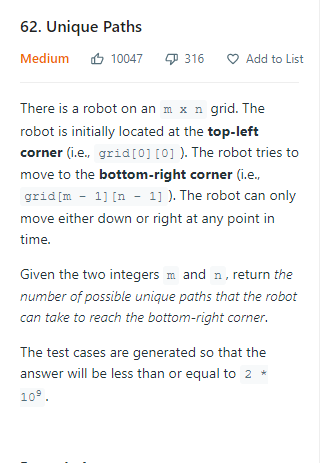 62. Unique Paths
Medium 10047 316 Add to List
There is a robot on an m x n grid. The
robot is initially located at the top-left
corner (i.e., grid[0][0] ). The robot tries to
move to the bottom-right corner (i.e.,
grid[m - 1][n - 1] ). The robot can only
move either down or right at any point in
time.
Given the two integers m and n , return the
number of possible unique paths that the robot
can take to reach the bottom-right corner.
The test cases are generated so that the
answer will be less than or equal to 2 *
10⁹ .